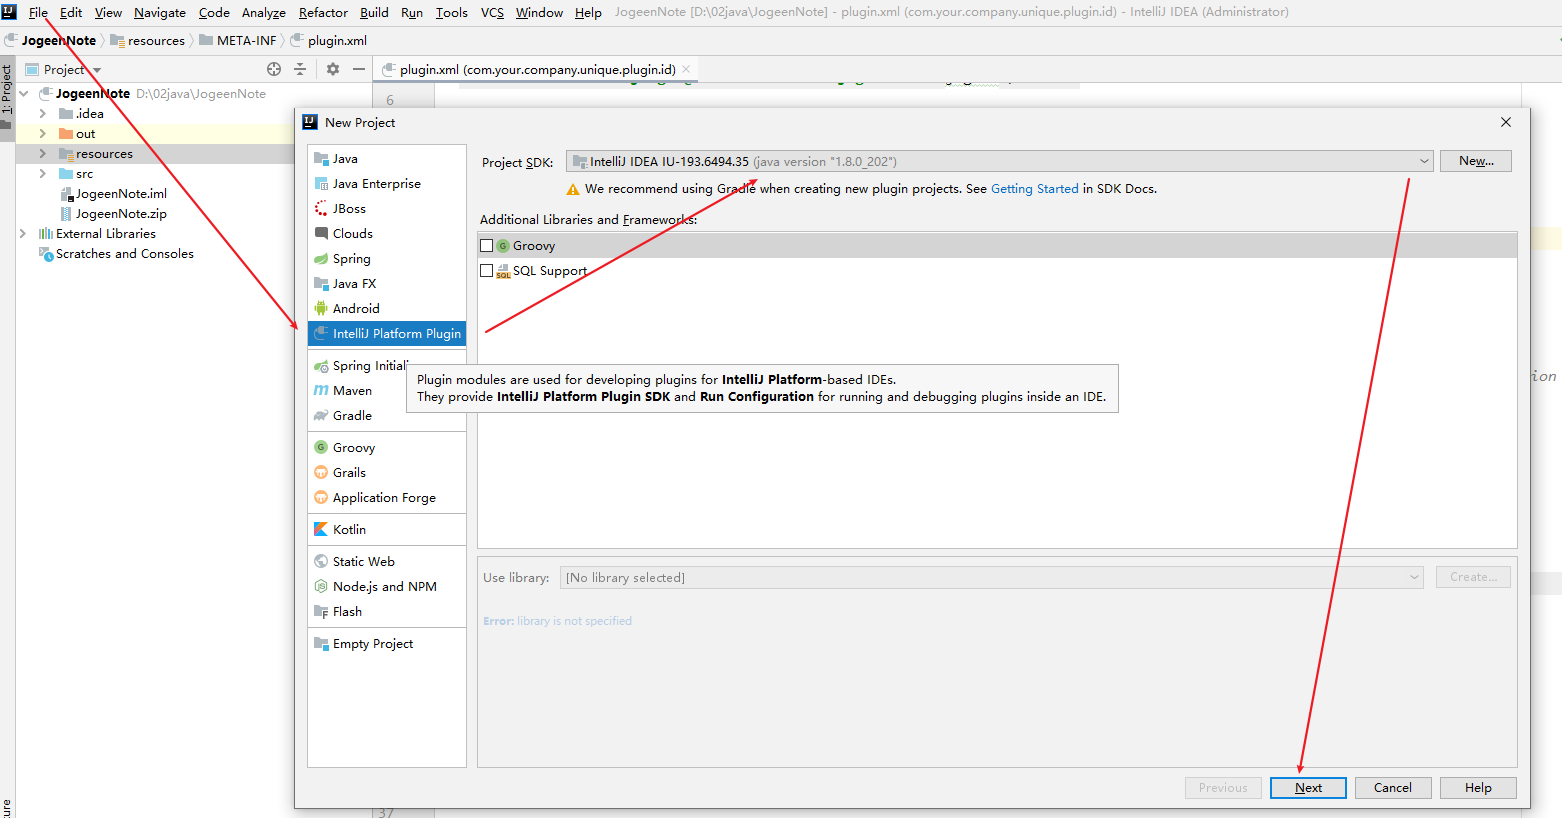 File Edit View Navigate Code Analyze Refactor Build Run Tools VCS Window Help JogeenNote [D:\02java\JogeenNote] - plugin.xml (com.your.company.unique.plugin.id) - IntelliJ IDEA (Administrator)
JogeenNote resources META-INF plugin.xml
1: Project
Project
plugin.xml (com.your.company.unique.plugin.id)
JogeenNote D:\02java\JogeenNote
.idea
out
resources
src
JogeenNote.iml
JogeenNote.zip
External Libraries
Scratches and Consoles
6
New Project
Java
Java Enterprise
JBoss
Clouds
Spring
Java FX
Android
IntelliJ Platform Plugin
Spring Initiali
Maven
Gradle
Groovy
Grails
Application Forge
Kotlin
Static Web
Node.js and NPM
Flash
Empty Project
Project SDK: IntelliJ IDEA IU-193.6494.35 (java version "1.8.0_202") New...
We recommend using Gradle when creating new plugin projects. See Getting Started in SDK Docs.
Additional Libraries and Frameworks:
Groovy
SQL Support
Plugin modules are used for developing plugins for IntelliJ Platform-based IDEs.
They provide IntelliJ Platform Plugin SDK and Run Configuration for running and debugging plugins inside an IDE.
ion
Use library: [No library selected] Create...
Error: library is not specified
Previous Next Cancel Help
37
ure